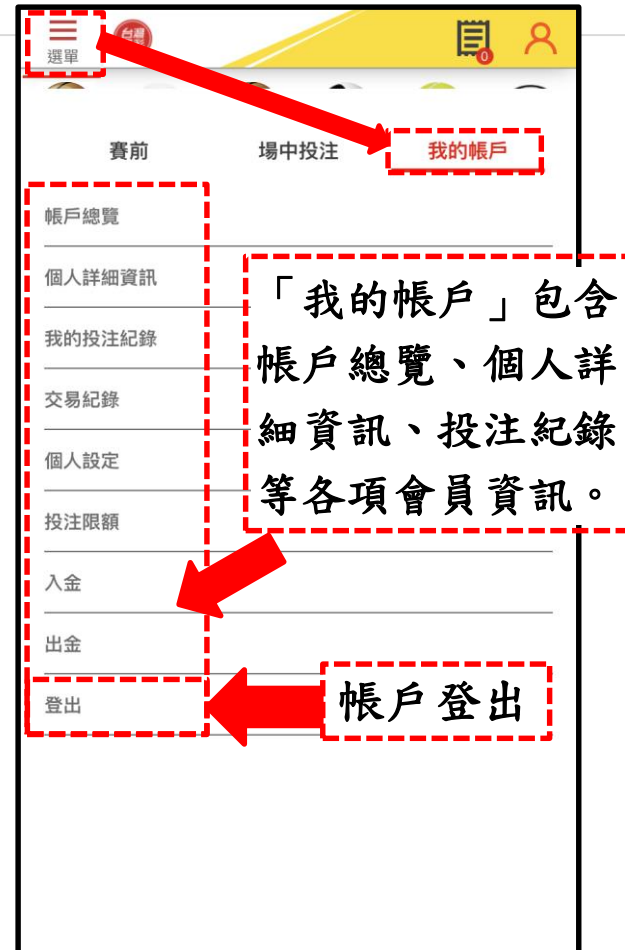 選單
台灣
0
賽前
場中投注
我的帳戶
帳戶總覽
個人詳細資訊
我的投注紀錄
交易紀錄
個人設定
投注限額
入金
出金
登出
「我的帳戶」包含
帳戶總覽、個人詳
細資訊、投注紀錄
等各項會員資訊。
帳戶登出